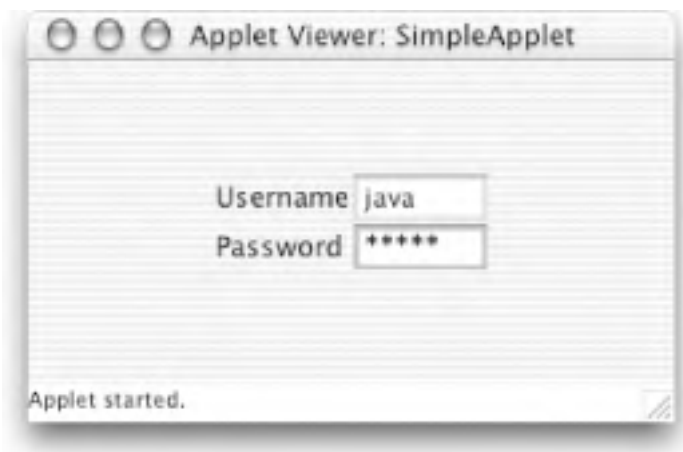 Applet Viewer: SimpleApplet
Username java
Password *****
Applet started.